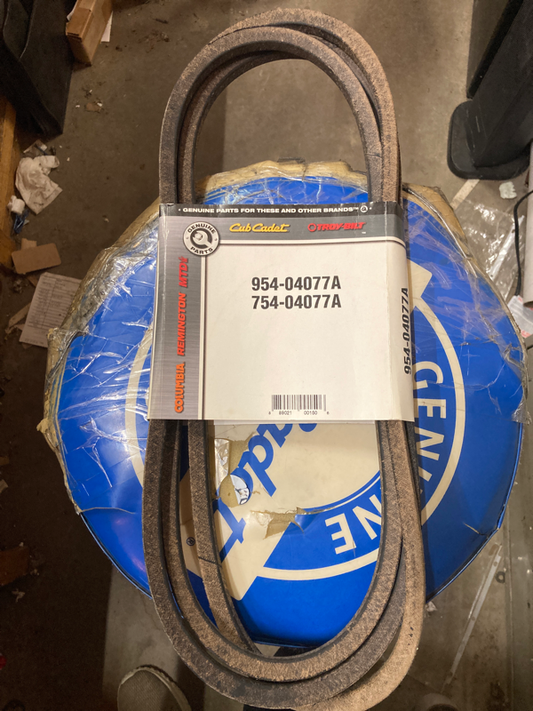 • GENUINE PARTS FOR THESE AND OTHER BRANDS™
GENUINE PARTS
Cub Cadet
TROY-BILT
954-04077A
754-04077A
COLUMBIA REMINGTON MTD
954-04077A
GENUINE